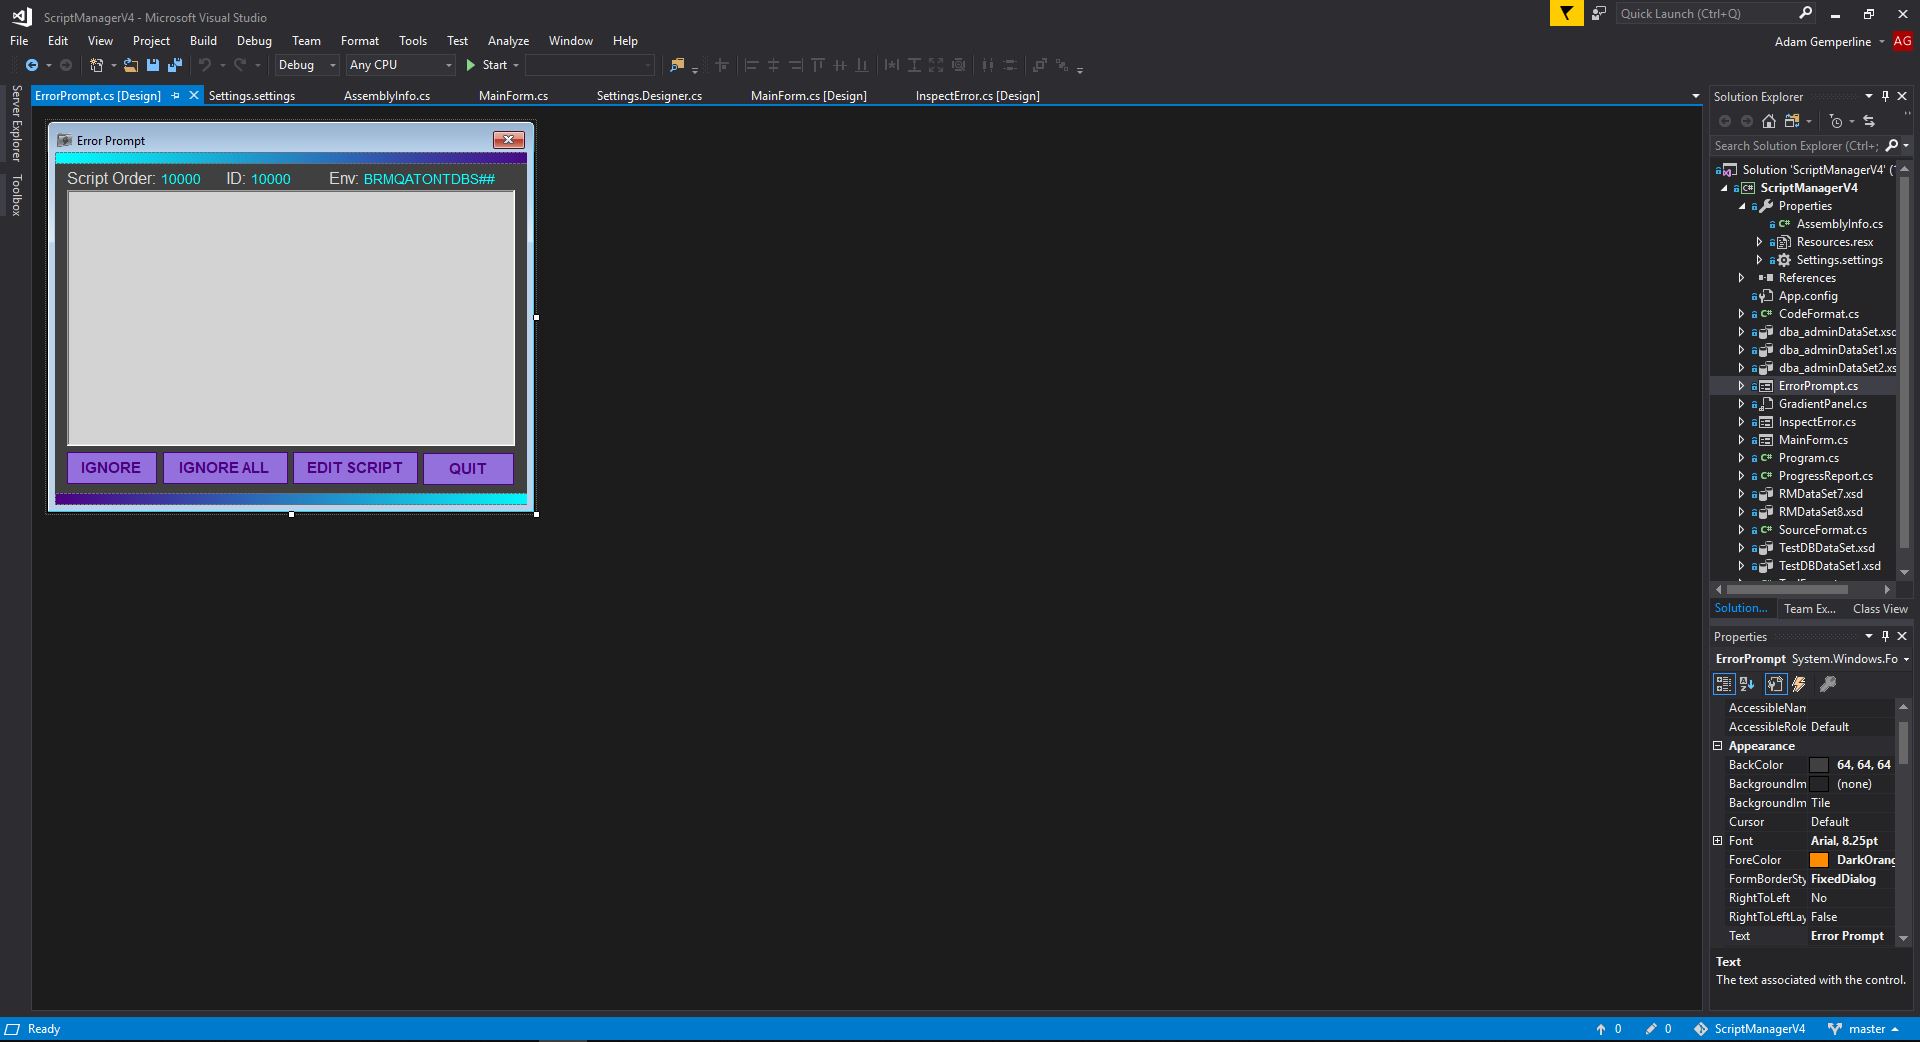 ScriptManagerV4 - Microsoft Visual Studio
Quick Launch (Ctrl+Q)
File Edit View Project Build Debug Team Format Tools Test Analyze Window Help
Adam Gemperline AG
Debug Any CPU Start
ErrorPrompt.cs [Design] Settings.settings AssemblyInfo.cs MainForm.cs Settings.Designer.cs MainForm.cs [Design] InspectError.cs [Design]
Server Explorer
Toolbox
Error Prompt
Script Order: 10000 ID: 10000 Env: BRMQATONTDBS##
IGNORE IGNORE ALL EDIT SCRIPT QUIT
Solution Explorer
Search Solution Explorer (Ctrl+;
Solution 'ScriptManagerV4' (
ScriptManagerV4
Properties
AssemblyInfo.cs
Resources.resx
Settings.settings
References
App.config
CodeFormat.cs
dba_adminDataSet.xsd
dba_adminDataSet1.xs
dba_adminDataSet2.xs
ErrorPrompt.cs
GradientPanel.cs
InspectError.cs
MainForm.cs
Program.cs
ProgressReport.cs
RMDataSet7.xsd
RMDataSet8.xsd
SourceFormat.cs
TestDBDataSet.xsd
TestDBDataSet1.xsd
Solution... Team Ex... Class View
Properties
ErrorPrompt System.Windows.Fo
AccessibleNam
AccessibleRole Default
Appearance
BackColor 64, 64, 64
BackgroundIm (none)
BackgroundIm Tile
Cursor Default
Font Arial, 8.25pt
ForeColor DarkOrang
FormBorderSty FixedDialog
RightToLeft No
RightToLeftLay False
Text Error Prompt
Text
The text associated with the control.
Ready
0 0 ScriptManagerV4 master